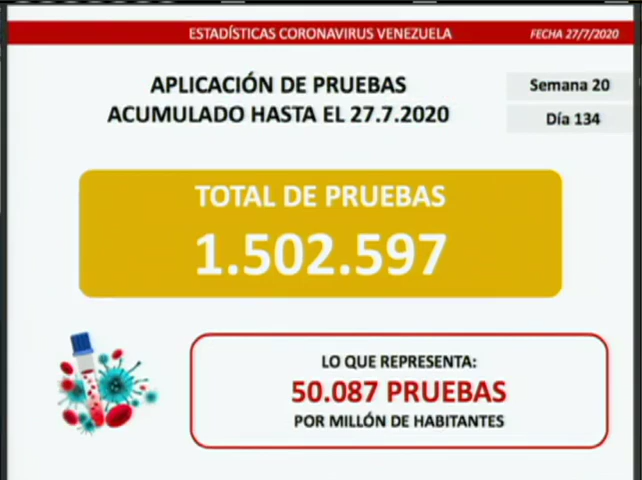 ESTADÍSTICAS CORONAVIRUS VENEZUELA
FECHA 27/7/2020
APLICACIÓN DE PRUEBAS
ACUMULADO HASTA EL 27.7.2020
Semana 20
Día 134
TOTAL DE PRUEBAS
1.502.597
LO QUE REPRESENTA:
50.087 PRUEBAS
POR MILLÓN DE HABITANTES